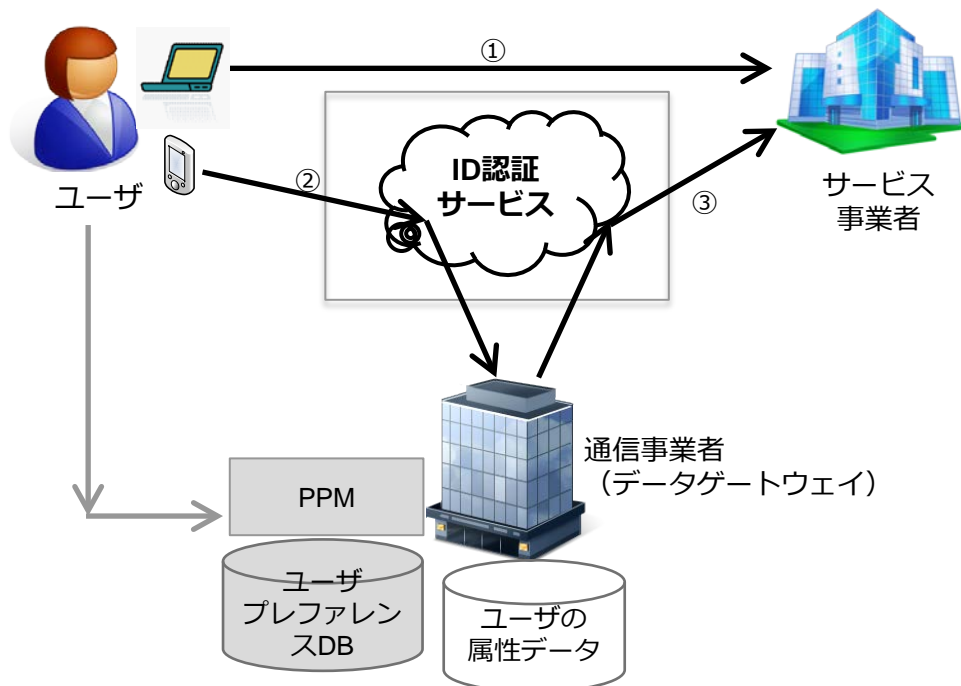 ①
ID認証
サービス
②
③
ユーザ
サービス
事業者
通信事業者
（データゲートウェイ）
PPM
ユーザ
プレファレン
スDB
ユーザの
属性データ